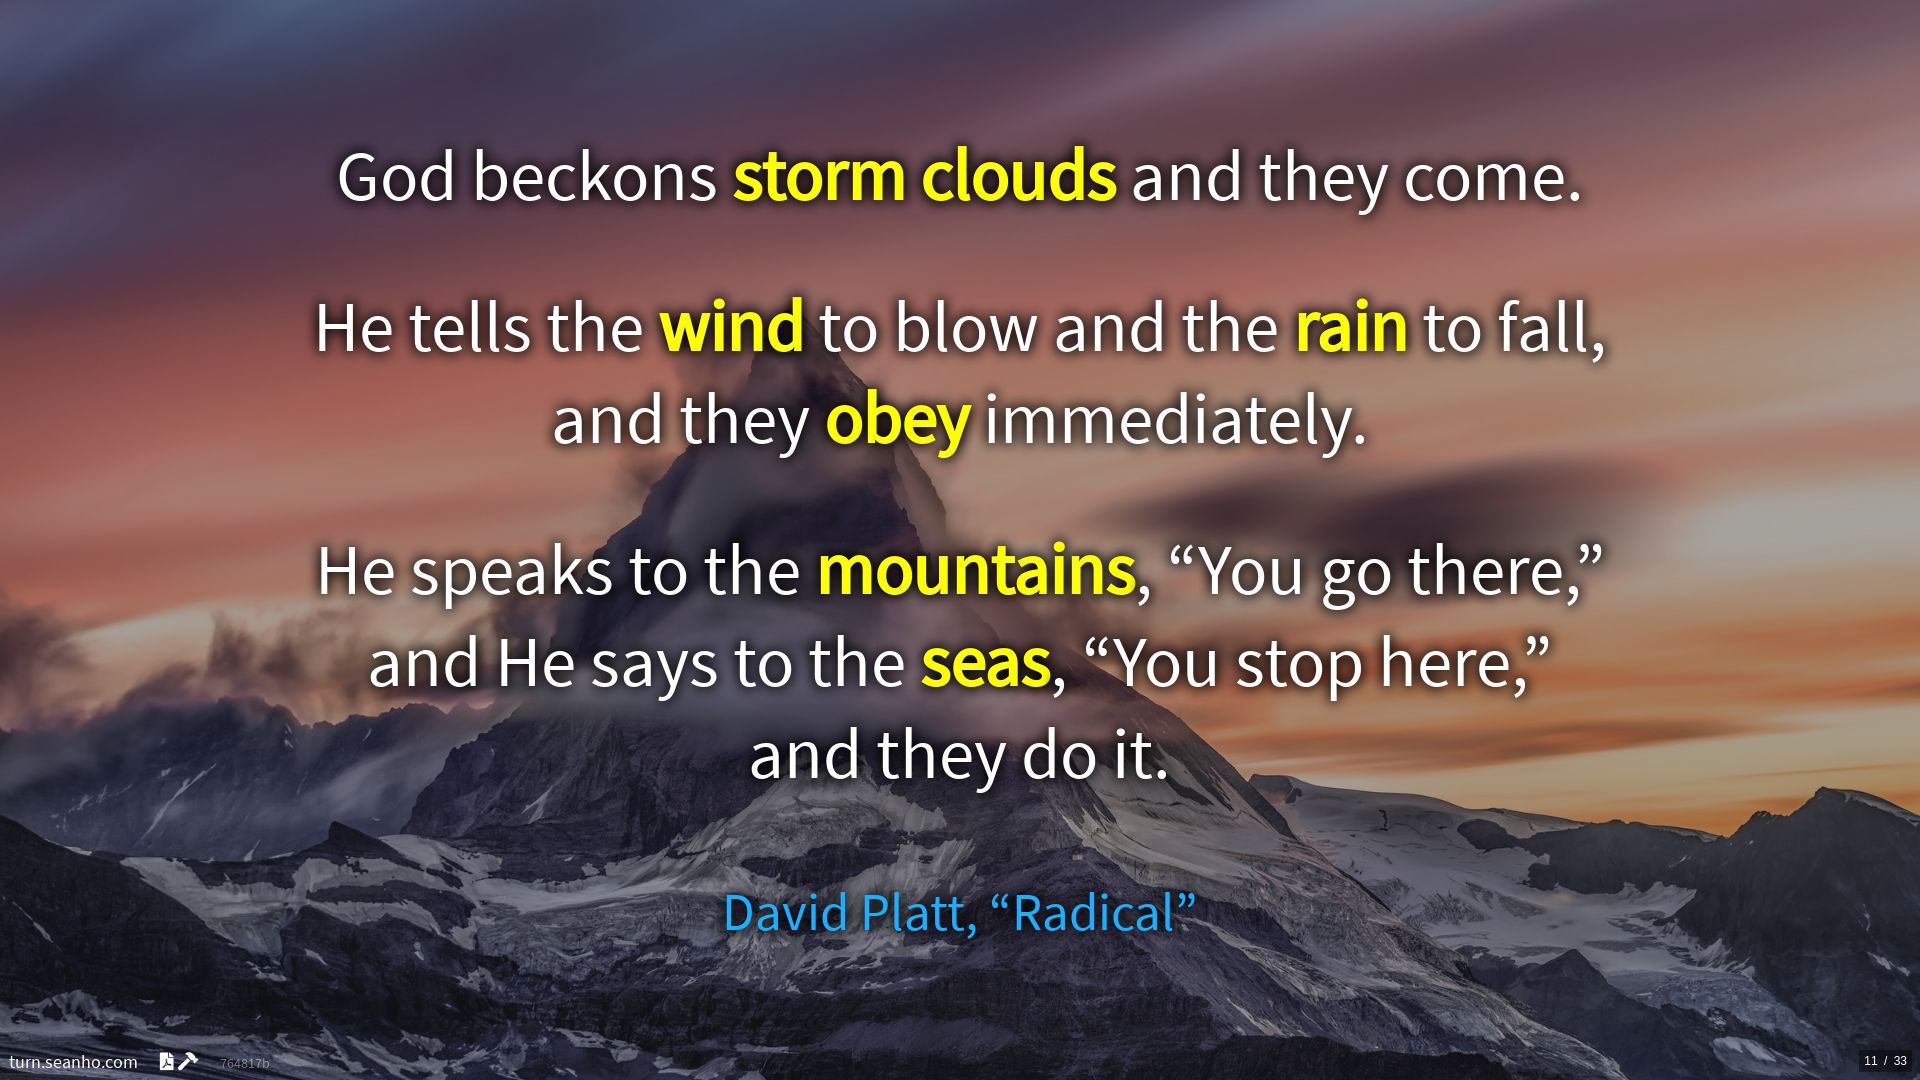 God beckons storm clouds and they come.
He tells the wind to blow and the rain to fall,
and they obey immediately.
He speaks to the mountains, “You go there,”
and He says to the seas, “You stop here,”
and they do it.
David Platt, “Radical”
turn.seanho.com 764817b
11 / 33